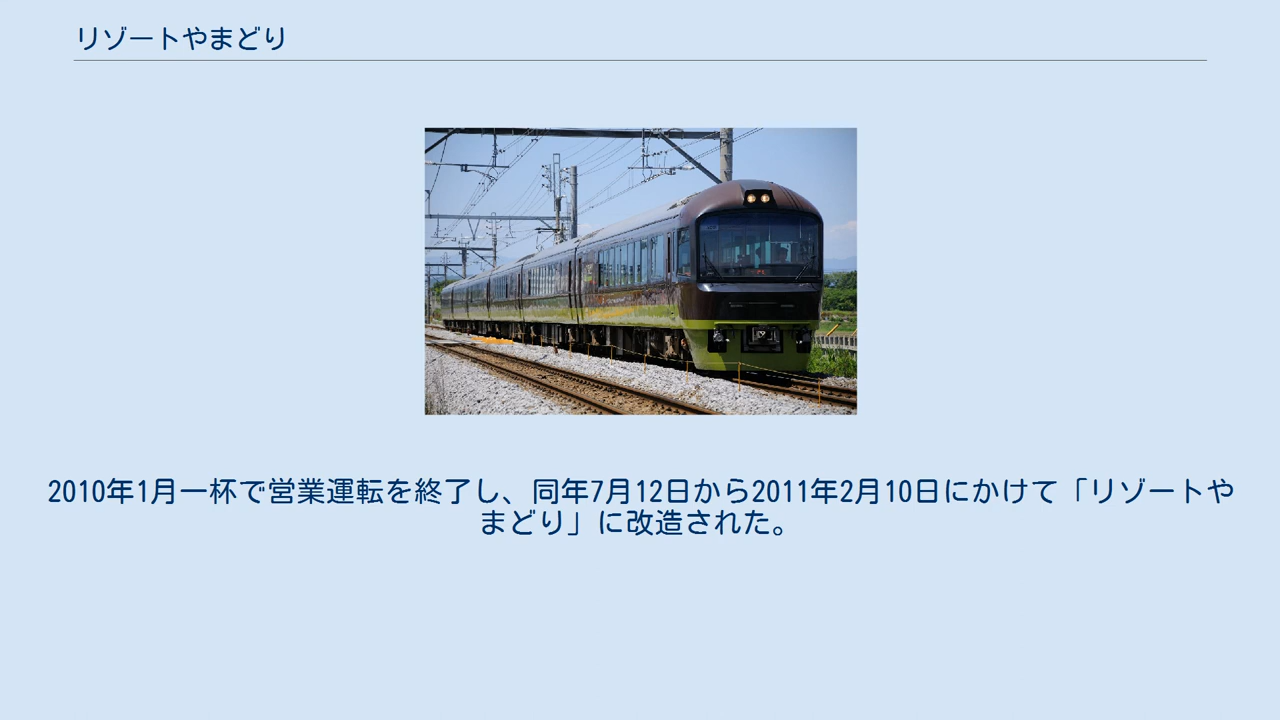 リゾートやまどり
2010年1月一杯で営業運転を終了し、同年7月12日から2011年2月10日にかけて「リゾートや
まどり」に改造された。